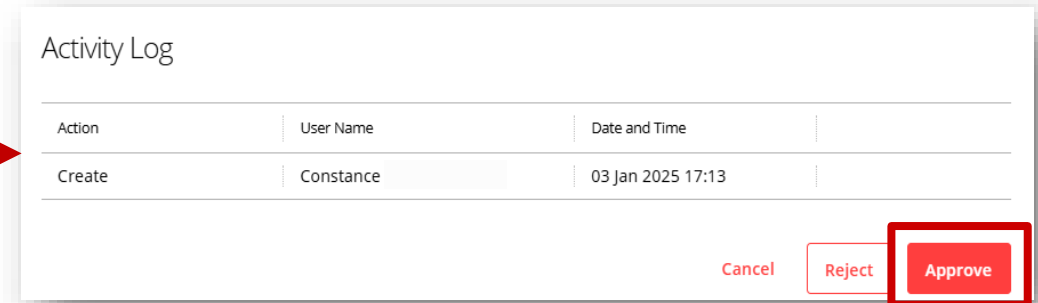 Activity Log
Action User Name Date and Time
Create Constance 03 Jan 2025 17:13
Cancel Reject Approve